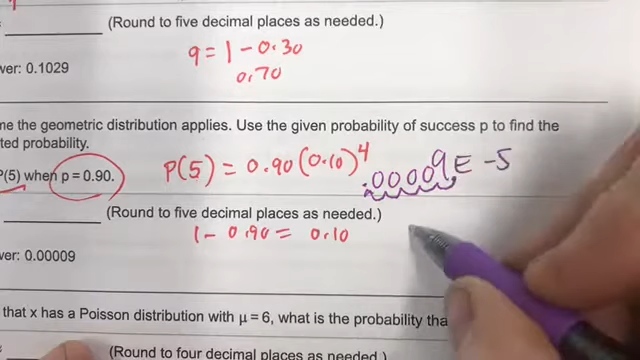 (Round to five decimal places as needed.)
q = 1 - 0.30
0.70
ver: 0.1029
me the geometric distribution applies. Use the given probability of success p to find the
ted probability.
P(5) when p = 0.90.
P(5) = 0.90(0.10)^4
.00009E -5
(Round to five decimal places as needed.)
1 - 0.90 = 0.10
ver: 0.00009
that x has a Poisson distribution with μ = 6, what is the probability tha
(Round to four decimal places as needed.)